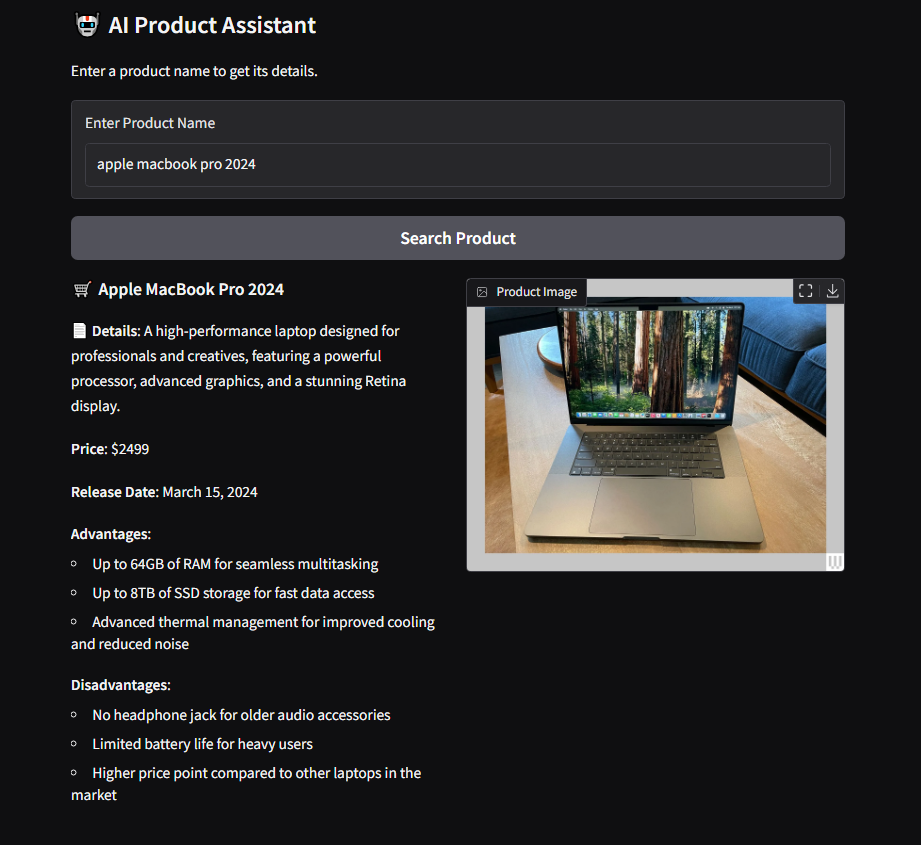 AI Product Assistant
Enter a product name to get its details.
Enter Product Name
apple macbook pro 2024
Search Product
Apple MacBook Pro 2024
Details: A high-performance laptop designed for
professionals and creatives, featuring a powerful
processor, advanced graphics, and a stunning Retina
display.
Price: $2499
Release Date: March 15, 2024
Advantages:
Up to 64GB of RAM for seamless multitasking
Up to 8TB of SSD storage for fast data access
Advanced thermal management for improved cooling
and reduced noise
Disadvantages:
No headphone jack for older audio accessories
Limited battery life for heavy users
Higher price point compared to other laptops in the
market
Product Image
W